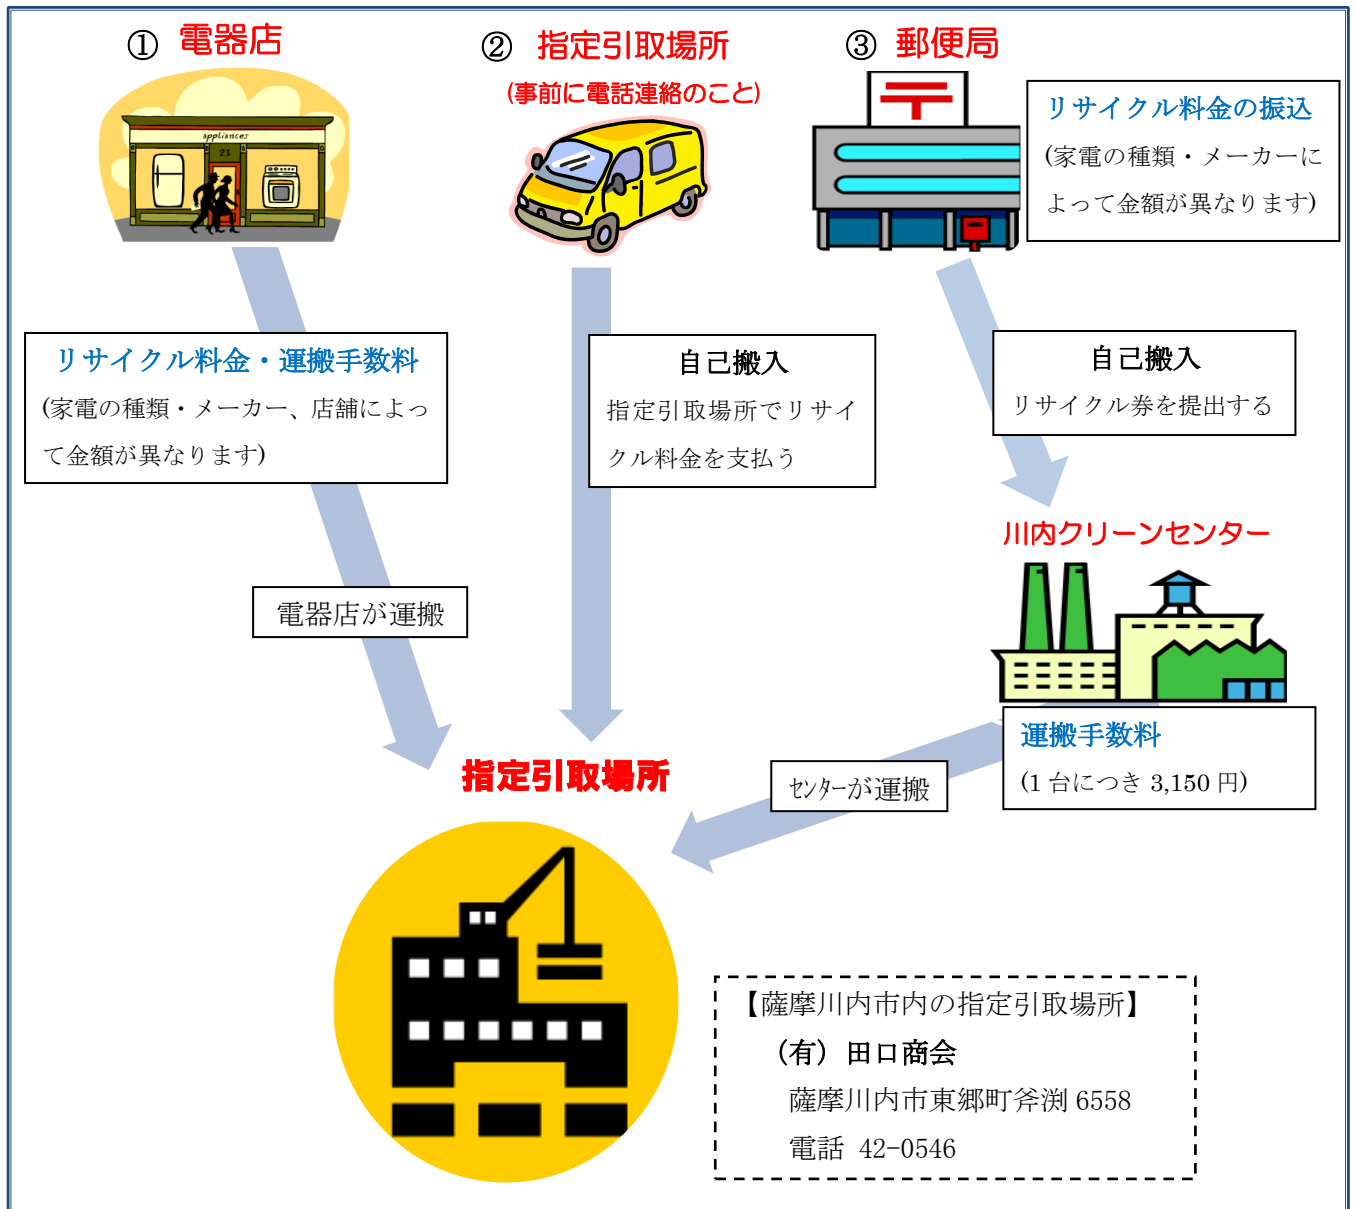 ① 電器店
appliances
21
② 指定引取場所
(事前に電話連絡のこと)
③ 郵便局
リサイクル料金の振込
(家電の種類・メーカーに
よって金額が異なります)
リサイクル料金・運搬手数料
(家電の種類・メーカー、店舗によっ
て金額が異なります)
自己搬入
指定引取場所でリサイ
クル料金を支払う
自己搬入
リサイクル券を提出する
川内クリーンセンター
電器店が運搬
運搬手数料
(1 台につき 3,150 円)
センターが運搬
指定引取場所
【薩摩川内市内の指定引取場所】
（有）田口商会
薩摩川内市東郷町斧渕 6558
電話 42-0546